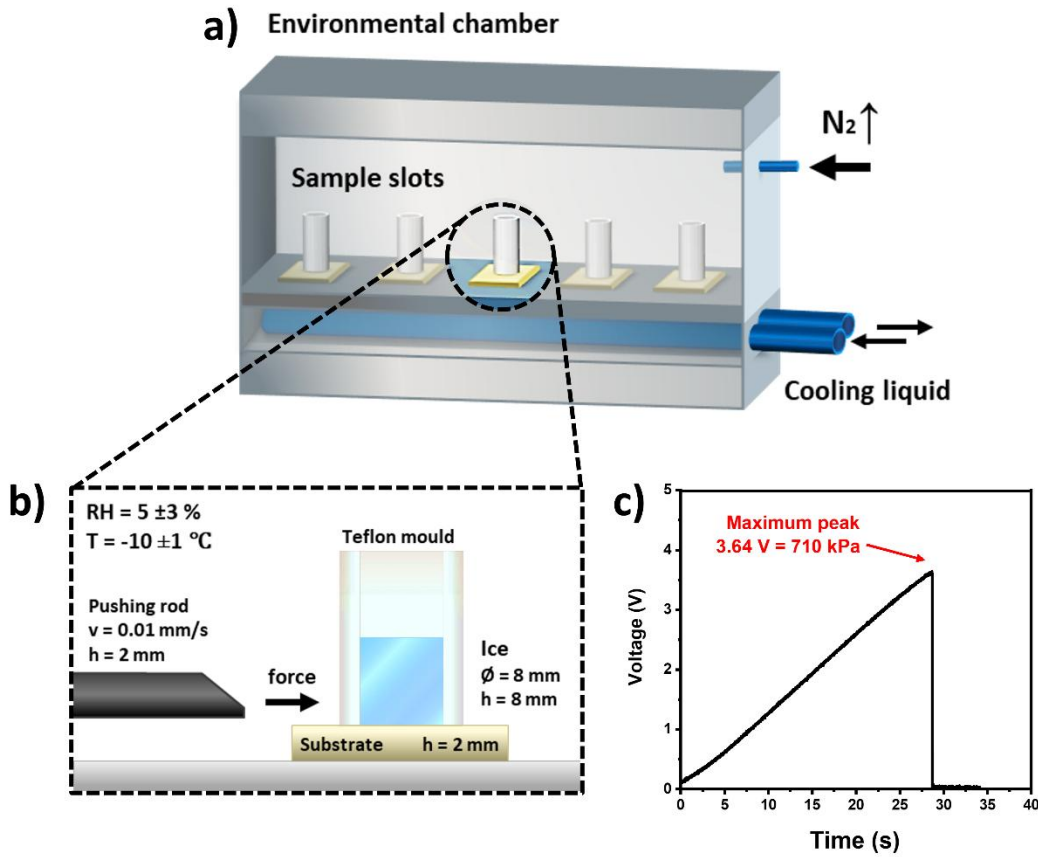 a)
Environmental chamber
N₂↑
Sample slots
Cooling liquid
b)
RH = 5 ±3 %
T = -10 ±1 ℃
Teflon mould
Pushing rod
v = 0.01 mm/s
h = 2 mm
force
Ice
Ø = 8 mm
h = 8 mm
Substrate h = 2 mm
c)
Maximum peak
3.64 V = 710 kPa
Voltage (V)
5
4
3
2
1
0
0 5 10 15 20 25 30 35 40
Time (s)